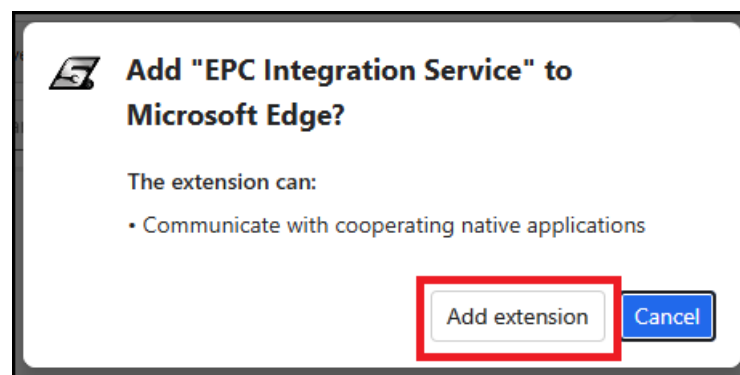 Add "EPC Integration Service" to
Microsoft Edge?
The extension can:
• Communicate with cooperating native applications
Add extension
Cancel